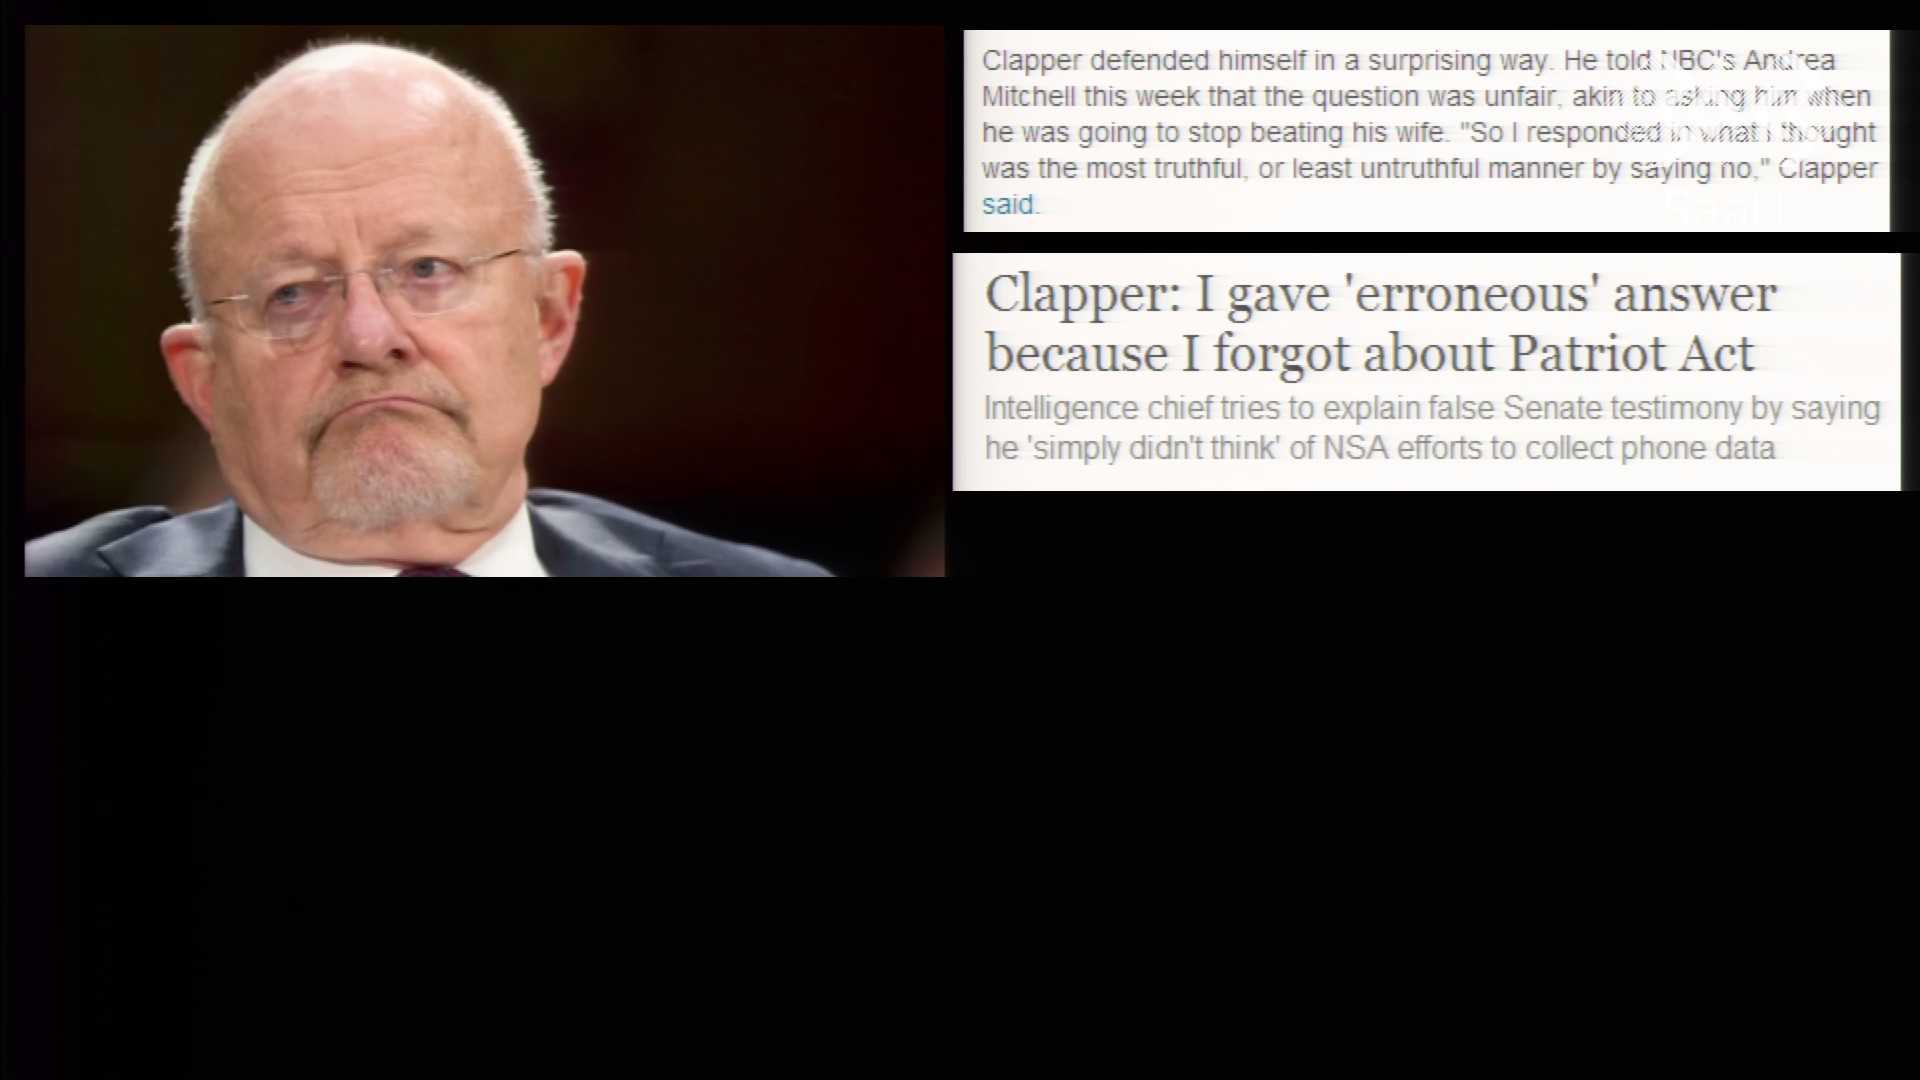 Clapper defended himself in a surprising way. He told NBC's Andrea
Mitchell this week that the question was unfair, akin to asking him when
he was going to stop beating his wife. "So I responded in what I thought
was the most truthful, or least untruthful manner by saying no," Clapper
said.
Saal 1
Clapper: I gave 'erroneous' answer
because I forgot about Patriot Act
Intelligence chief tries to explain false Senate testimony by saying
he 'simply didn't think' of NSA efforts to collect phone data